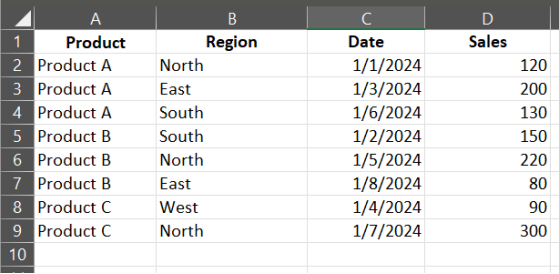 A B C D
1 Product Region Date Sales
2 Product A North 1/1/2024 120
3 Product A East 1/3/2024 200
4 Product A South 1/6/2024 130
5 Product B South 1/2/2024 150
6 Product B North 1/5/2024 220
7 Product B East 1/8/2024 80
8 Product C West 1/4/2024 90
9 Product C North 1/7/2024 300
10